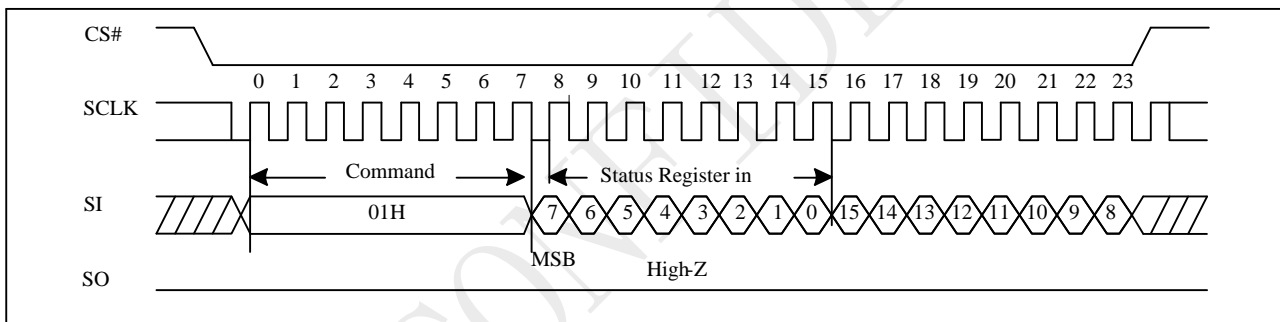 CS#
0 1 2 3 4 5 6 7 8 9 10 11 12 13 14 15 16 17 18 19 20 21 22 23
SCLK
Command Status Register in
SI 01H 7 6 5 4 3 2 1 0 15 14 13 12 11 10 9 8
MSB High-Z
SO